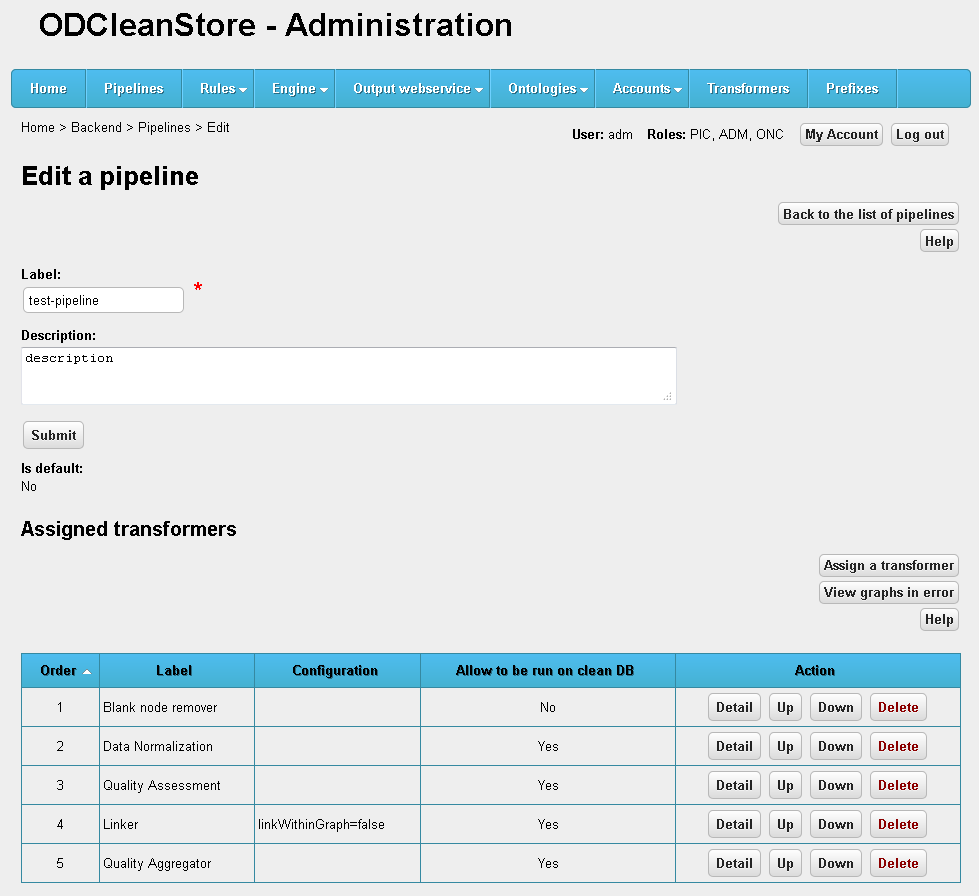 ODCleanStore - Administration
Home Pipelines Rules Engine Output webservice Ontologies Accounts Transformers Prefixes
Home > Backend > Pipelines > Edit
User: adm Roles: PIC, ADM, ONC My Account Log out
Edit a pipeline
Back to the list of pipelines
Help
Label:
test-pipeline *
Description:
description
Submit
Is default:
No
Assigned transformers
Assign a transformer
View graphs in error
Help
Order Label Configuration Allow to be run on clean DB Action
1 Blank node remover No Detail Up Down Delete
2 Data Normalization Yes Detail Up Down Delete
3 Quality Assessment Yes Detail Up Down Delete
4 Linker linkWithinGraph=false Yes Detail Up Down Delete
5 Quality Aggregator Yes Detail Up Down Delete